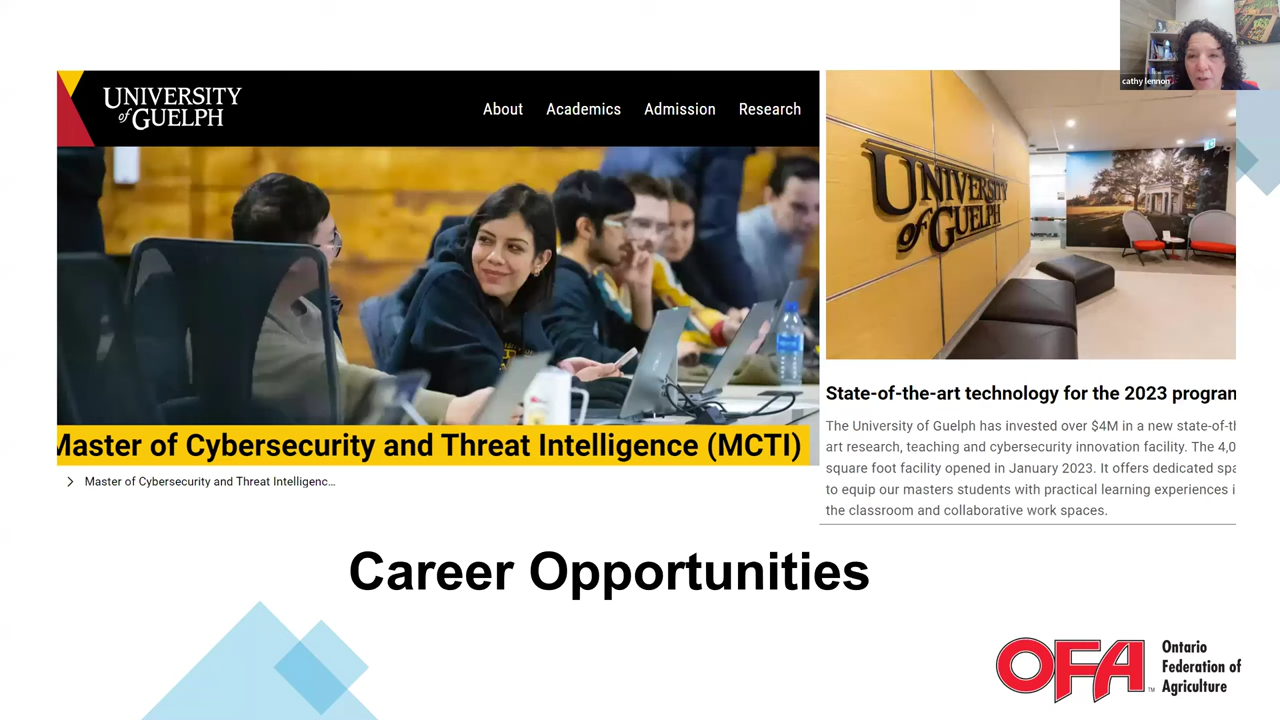 cathy lennon
UNIVERSITY
of GUELPH
About Academics Admission Research
Master of Cybersecurity and Threat Intelligence (MCTI)
Master of Cybersecurity and Threat Intelligenc...
UNIVERSITY
of GUELPH
State-of-the-art technology for the 2023 program
The University of Guelph has invested over $4M in a new state-of-th
art research, teaching and cybersecurity innovation facility. The 4,0
square foot facility opened in January 2023. It offers dedicated spa
to equip our masters students with practical learning experiences i
the classroom and collaborative work spaces.
Career Opportunities
OFA™
Ontario
Federation of
Agriculture